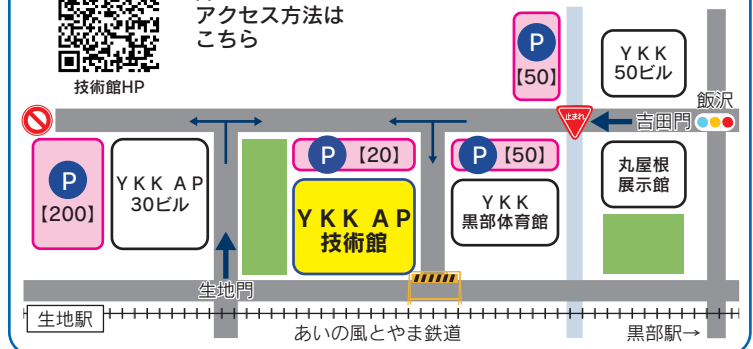 アクセス方法は
こちら
技術館HP
P
【50】
YKK
50ビル
飯沢
止まれ
吉田門
P
【200】
YKK AP
30ビル
P【20】
P【50】
YKK AP
技術館
YKK
黒部体育館
丸屋根
展示館
生地門
生地駅
あいの風とやま鉄道
黒部駅→